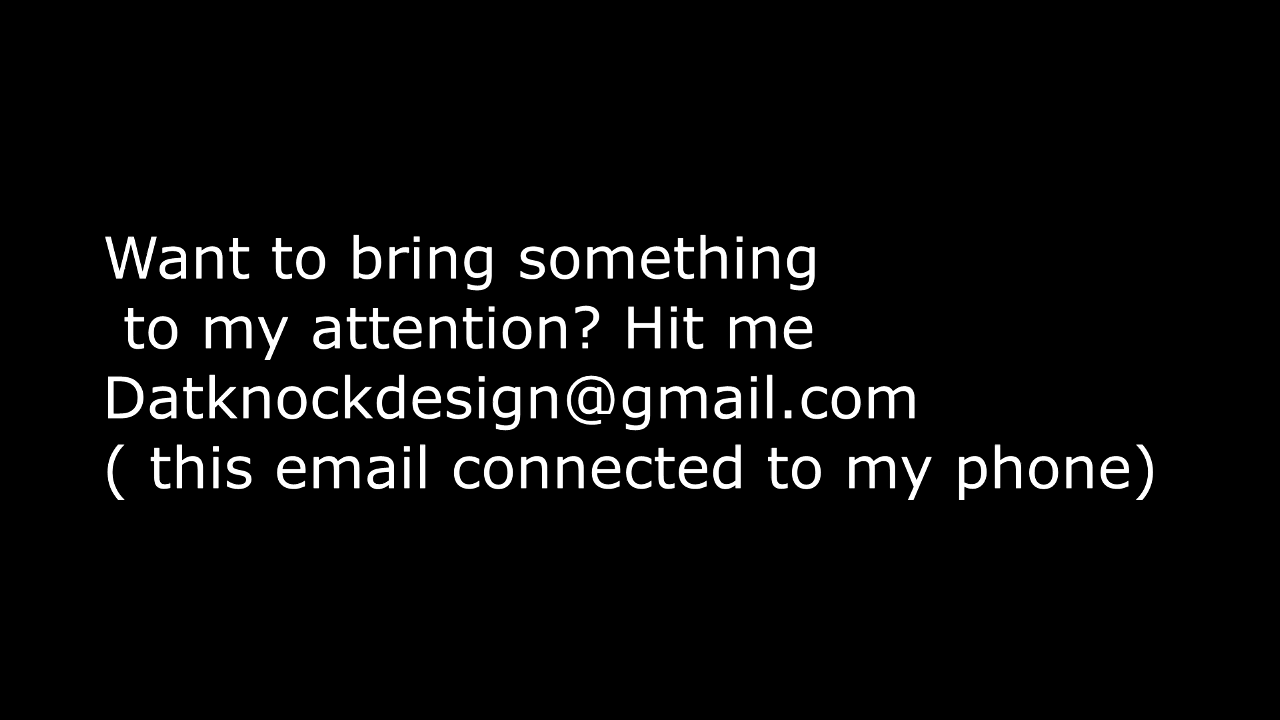 Want to bring something
to my attention? Hit me
Datknockdesign@gmail.com
( this email connected to my phone)